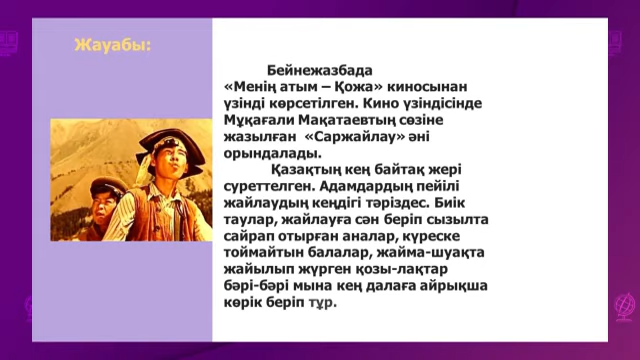 Жауабы:
Бейнежазбада
«Менің атым – Қожа» киносынан
үзінді көрсетілген. Кино үзіндісінде
Мұқағали Мақатаевтың сөзіне
жазылған «Саржайлау» әні
орындалады.
Қазақтың кең байтақ жері
суреттелген. Адамдардың пейілі
жайлаудың кеңдігі тәріздес. Биік
таулар, жайлауға сән беріп сызылта
сайрап отырған аналар, күреске
тоймайтын балалар, жайма-шуақта
жайылып жүрген қозы-лақтар
бәрі-бәрі мына кең далаға айрықша
көрік беріп тұр.